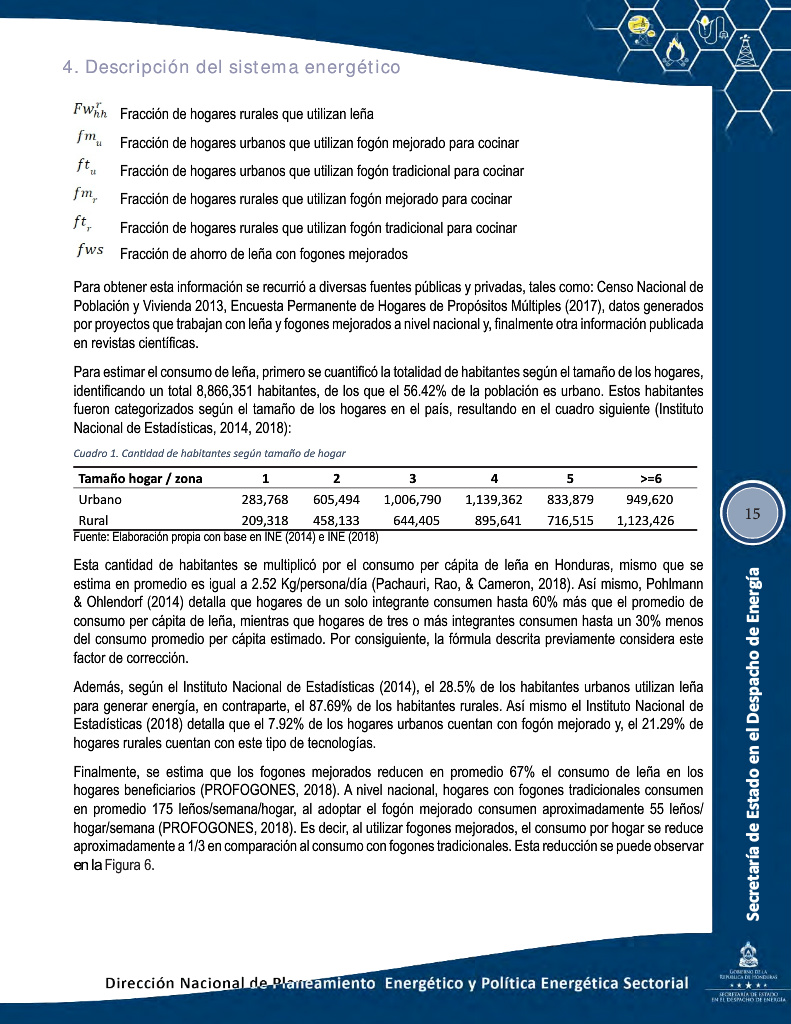 4. Descripción del sistema energético
Fw^r_hh Fracción de hogares rurales que utilizan leña
fm_u Fracción de hogares urbanos que utilizan fogón mejorado para cocinar
ft_u Fracción de hogares urbanos que utilizan fogón tradicional para cocinar
fm_r Fracción de hogares rurales que utilizan fogón mejorado para cocinar
ft_r Fracción de hogares rurales que utilizan fogón tradicional para cocinar
fws Fracción de ahorro de leña con fogones mejorados
Para obtener esta información se recurrió a diversas fuentes públicas y privadas, tales como: Censo Nacional de
Población y Vivienda 2013, Encuesta Permanente de Hogares de Propósitos Múltiples (2017), datos generados
por proyectos que trabajan con leña y fogones mejorados a nivel nacional y, finalmente otra información publicada
en revistas científicas.
Para estimar el consumo de leña, primero se cuantificó la totalidad de habitantes según el tamaño de los hogares,
identificando un total 8,866,351 habitantes, de los que el 56.42% de la población es urbano. Estos habitantes
fueron categorizados según el tamaño de los hogares en el país, resultando en el cuadro siguiente (Instituto
Nacional de Estadísticas, 2014, 2018):
Cuadro 1. Cantidad de habitantes según tamaño de hogar
Tamaño hogar / zona 1 2 3 4 5 >=6
Urbano 283,768 605,494 1,006,790 1,139,362 833,879 949,620
Rural 209,318 458,133 644,405 895,641 716,515 1,123,426
Fuente: Elaboración propia con base en INE (2014) e INE (2018)
Esta cantidad de habitantes se multiplicó por el consumo per cápita de leña en Honduras, mismo que se
estima en promedio es igual a 2.52 Kg/persona/día (Pachauri, Rao, & Cameron, 2018). Así mismo, Pohlmann
& Ohlendorf (2014) detalla que hogares de un solo integrante consumen hasta 60% más que el promedio de
consumo per cápita de leña, mientras que hogares de tres o más integrantes consumen hasta un 30% menos
del consumo promedio per cápita estimado. Por consiguiente, la fórmula descrita previamente considera este
factor de corrección.
Además, según el Instituto Nacional de Estadísticas (2014), el 28.5% de los habitantes urbanos utilizan leña
para generar energía, en contraparte, el 87.69% de los habitantes rurales. Así mismo el Instituto Nacional de
Estadísticas (2018) detalla que el 7.92% de los hogares urbanos cuentan con fogón mejorado y, el 21.29% de
hogares rurales cuentan con este tipo de tecnologías.
Finalmente, se estima que los fogones mejorados reducen en promedio 67% el consumo de leña en los
hogares beneficiarios (PROFOGONES, 2018). A nivel nacional, hogares con fogones tradicionales consumen
en promedio 175 leños/semana/hogar, al adoptar el fogón mejorado consumen aproximadamente 55 leños/
hogar/semana (PROFOGONES, 2018). Es decir, al utilizar fogones mejorados, el consumo por hogar se reduce
aproximadamente a 1/3 en comparación al consumo con fogones tradicionales. Esta reducción se puede observar
en la Figura 6.
15
Secretaría de Estado en el Despacho de Energía
Dirección Nacional de Planeamiento Energético y Política Energética Sectorial
GOBIERNO DE LA
REPÚBLICA DE HONDURAS
SECRETARÍA DE ESTADO
EN EL DESPACHO DE ENERGÍA